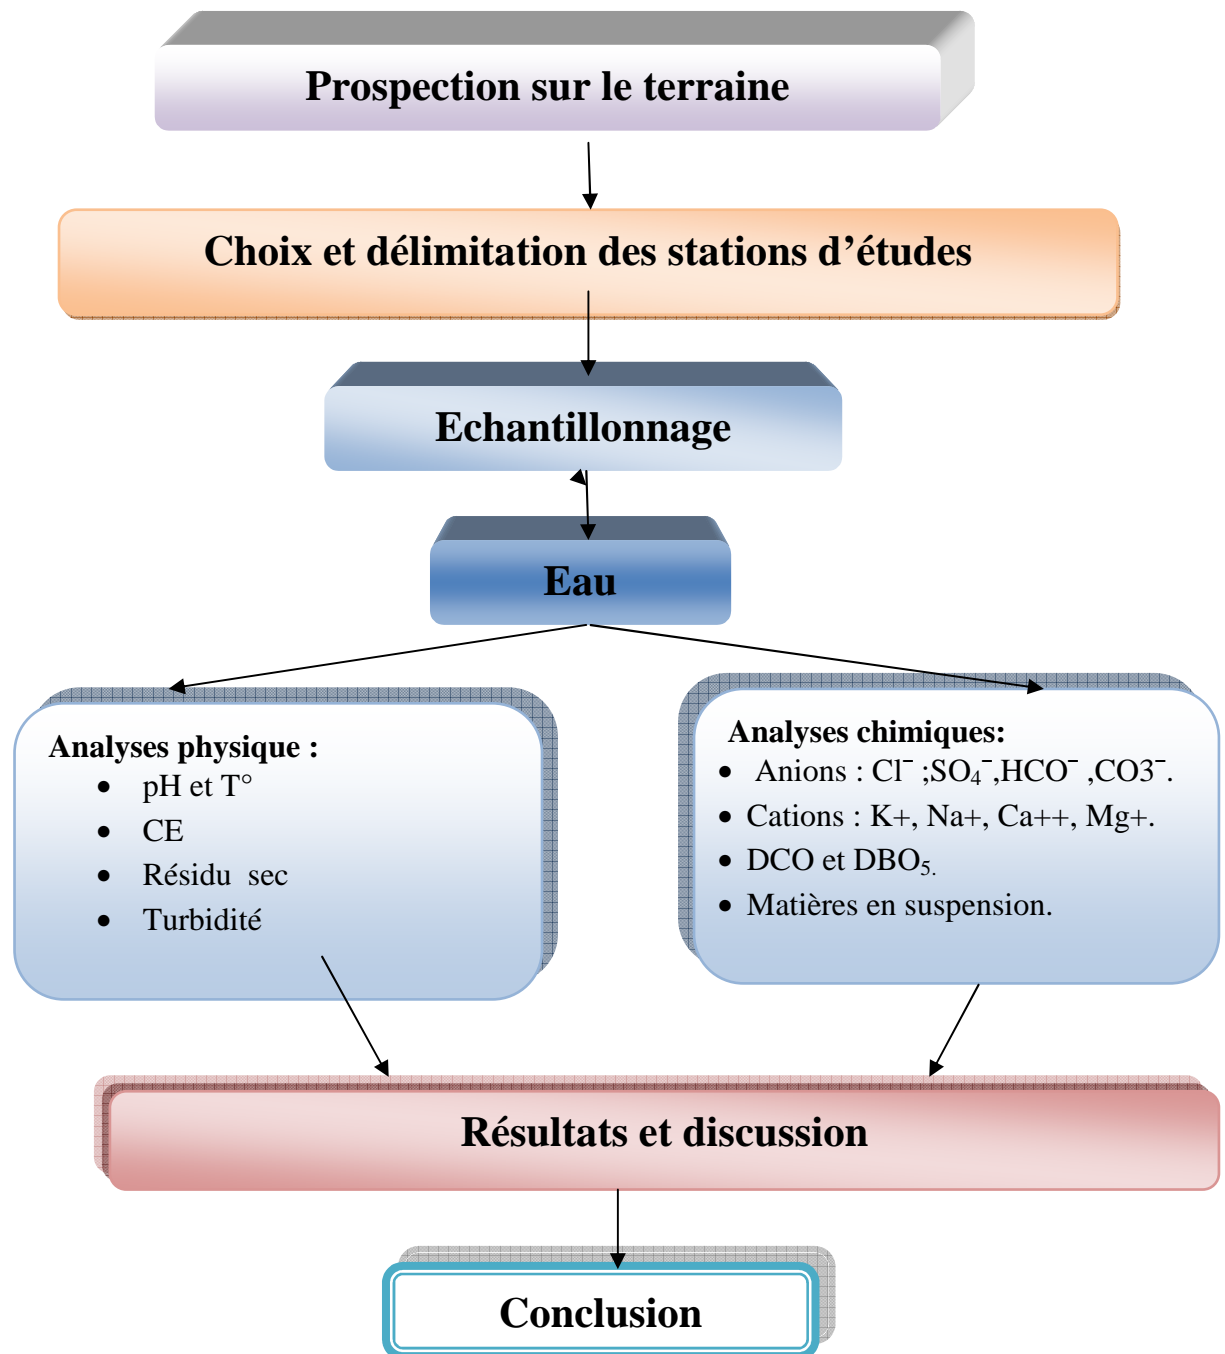 Prospection sur le terraine
Choix et délimitation des stations d’études
Echantillonnage
Eau
Analyses physique :
• pH et T°
• CE
• Résidu sec
• Turbidité
Analyses chimiques:
• Anions : Cl⁻ ;SO₄⁻,HCO⁻ ,CO3⁻.
• Cations : K+, Na+, Ca++, Mg+.
• DCO et DBO₅.
• Matières en suspension.
Résultats et discussion
Conclusion